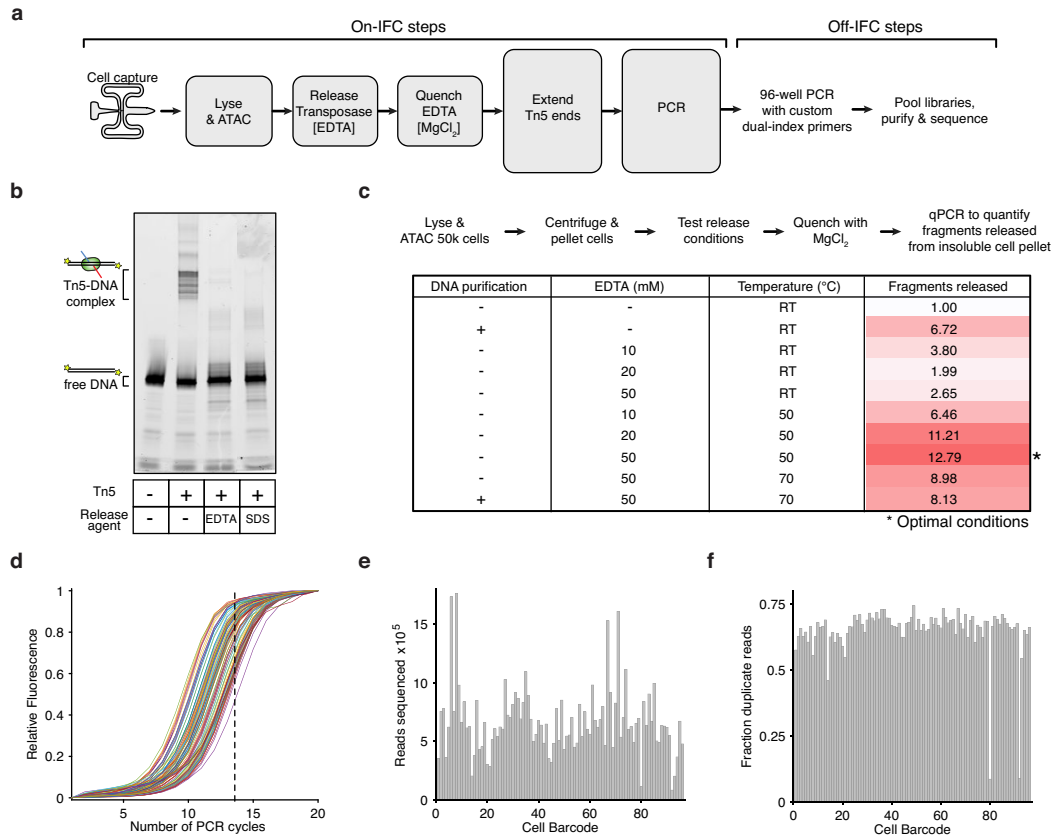 a
On-IFC steps
Off-IFC steps
Cell capture
Lyse
& ATAC
Release
Transposase
[EDTA]
Quench
EDTA
[MgCl2]
Extend
Tn5 ends
PCR
96-well PCR
with custom
dual-index primers
Pool libraries,
purify & sequence
b
Tn5-DNA
complex
free DNA
Tn5 - + + +
Release
agent - - EDTA SDS
c
Lyse &
ATAC 50k cells
Centrifuge &
pellet cells
Test release
conditions
Quench with
MgCl2
qPCR to quantify
fragments released
from insoluble cell pellet
DNA purification EDTA (mM) Temperature (°C) Fragments released
- - RT 1.00
+ - RT 6.72
- 10 RT 3.80
- 20 RT 1.99
- 50 RT 2.65
- 10 50 6.46
- 20 50 11.21
- 50 50 12.79 *
- 50 70 8.98
+ 50 70 8.13
* Optimal conditions
d
Relative Fluorescence
1
0.8
0.6
0.4
0.2
0
5 10 15 20
Number of PCR cycles
e
Reads sequenced x10^5
15
10
5
0
0 20 40 60 80
Cell Barcode
f
Fraction duplicate reads
0.75
0.5
0.25
0
0 20 40 60 80
Cell Barcode